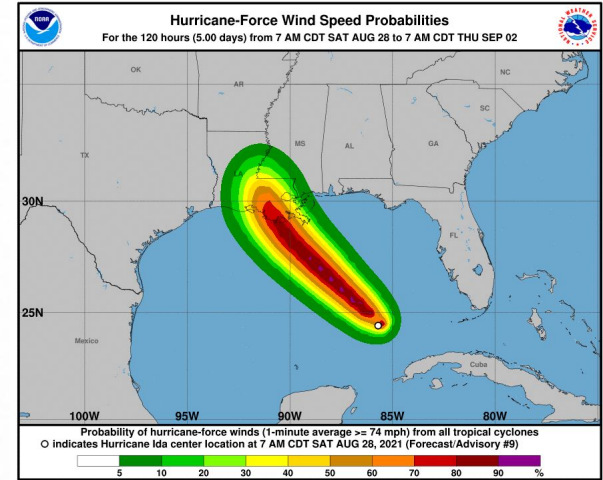 Hurricane-Force Wind Speed Probabilities
For the 120 hours (5.00 days) from 7 AM CDT SAT AUG 28 to 7 AM CDT THU SEP 02
NOAA
NATIONAL WEATHER SERVICE
OK
AR
NC
SC
TX
LA
MS
AL
GA
30N
FL
25N
Mexico
Cuba
100W 95W 90W 85W 80W
Probability of hurricane-force winds (1-minute average >= 74 mph) from all tropical cyclones
O indicates Hurricane Ida center location at 7 AM CDT SAT AUG 28, 2021 (Forecast/Advisory #9)
5 10 20 30 40 50 60 70 80 90 %